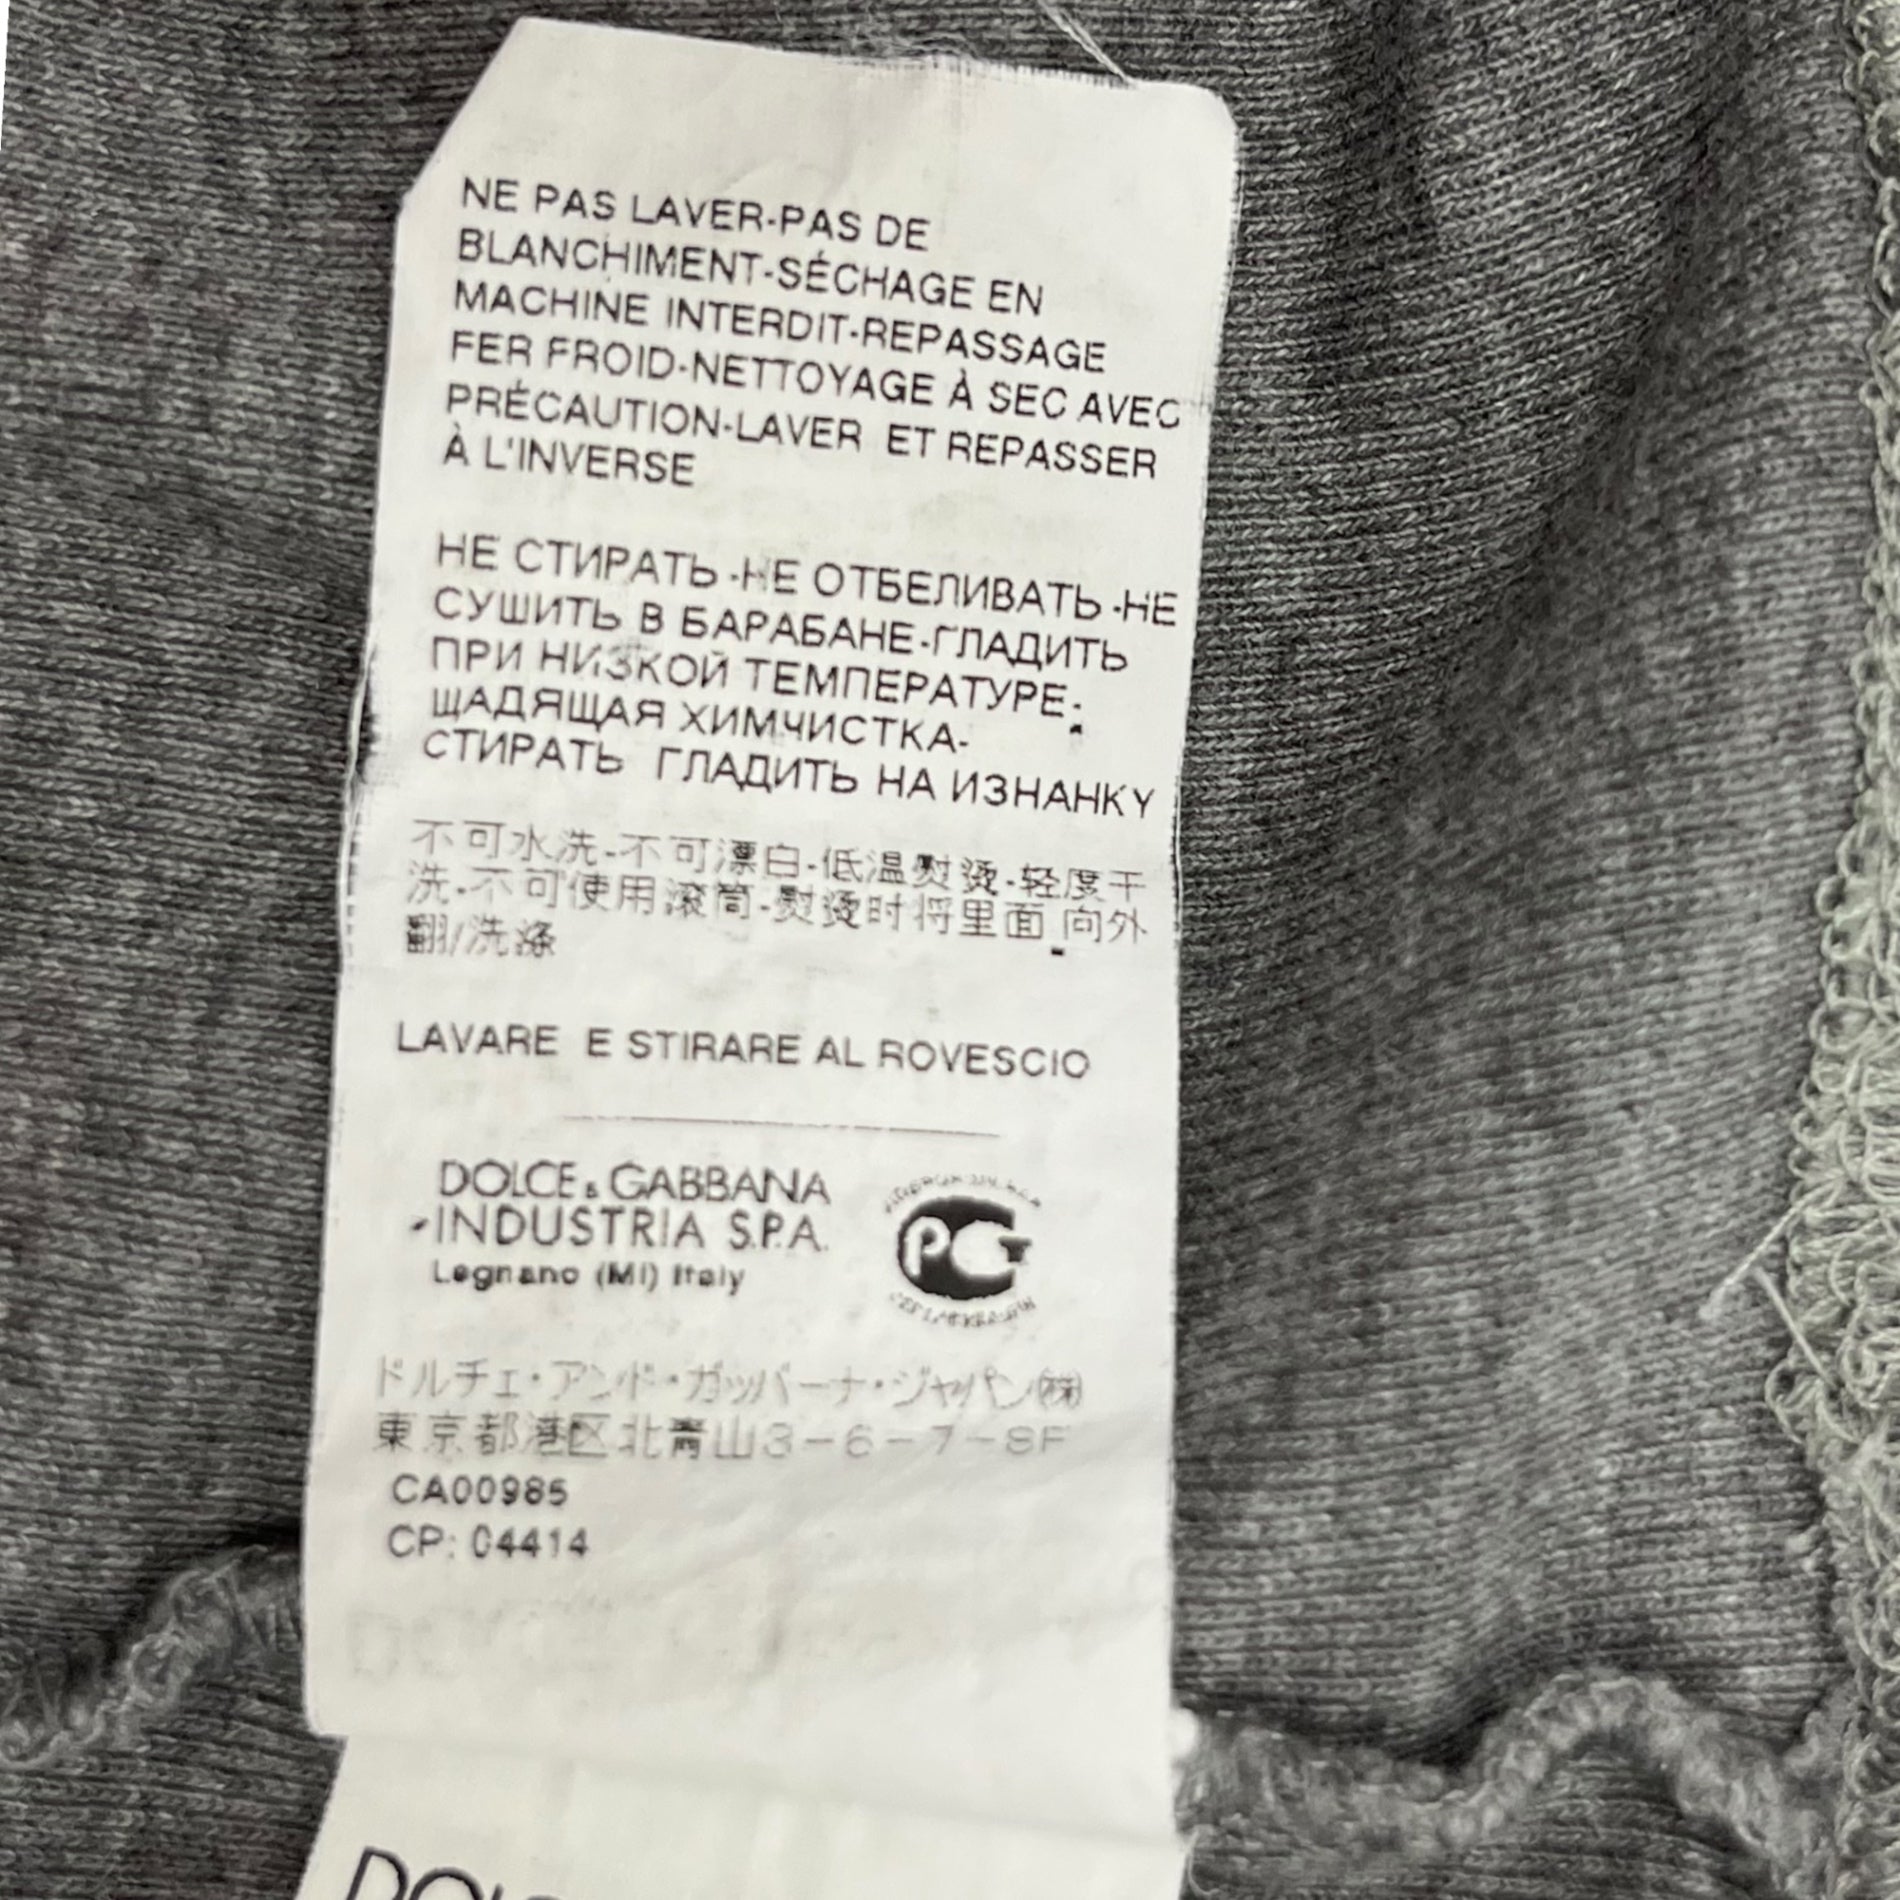 NE PAS LAVER-PAS DE
BLANCHIMENT-SÉCHAGE EN
MACHINE INTERDIT-REPASSAGE
FER FROID-NETTOYAGE À SEC AVEC
PRÉCAUTION-LAVER ET REPASSER
À L'INVERSE
НЕ СТИРАТЬ-НЕ ОТБЕЛИВАТЬ-НЕ
СУШИТЬ В БАРАБАНЕ-ГЛАДИТЬ
ПРИ НИЗКОЙ ТЕМПЕРАТУРЕ-
ЩАДЯЩАЯ ХИМЧИСТКА-
СТИРАТЬ ГЛАДИТЬ НА ИЗНАНКУ
不可水洗-不可漂白-低温熨烫-轻度干
洗-不可使用滚筒-熨烫时将里面向外
翻/洗涤
LAVARE E STIRARE AL ROVESCIO
DOLCE & GABBANA
INDUSTRIA S.P.A.
Legnano (MI) Italy
РСТ
ドルチェ・アンド・ガッバーナ・ジャパン㈱
東京都港区北青山3-6-7-8F
CA00985
CP: 04414